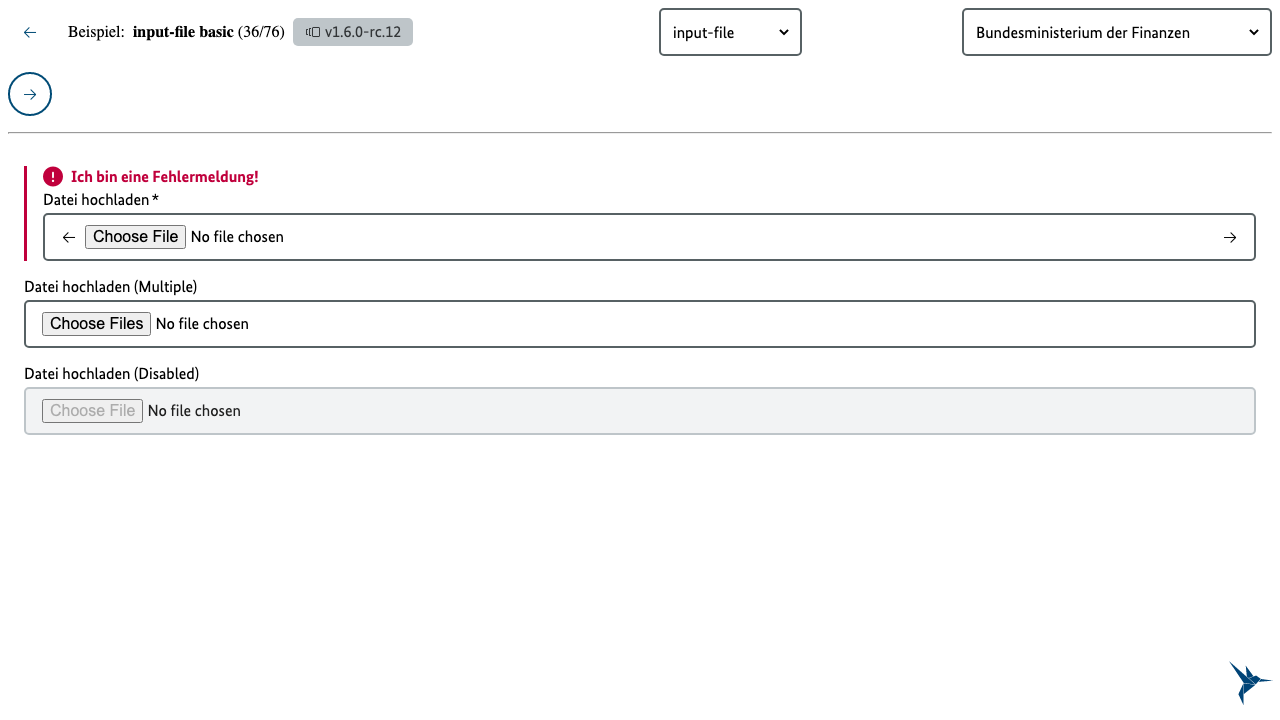 Beispiel: input-file basic (36/76) v1.6.0-rc.12 input-file Bundesministerium der Finanzen
Ich bin eine Fehlermeldung!
Datei hochladen*
Choose File No file chosen
Datei hochladen (Multiple)
Choose Files No file chosen
Datei hochladen (Disabled)
Choose File No file chosen